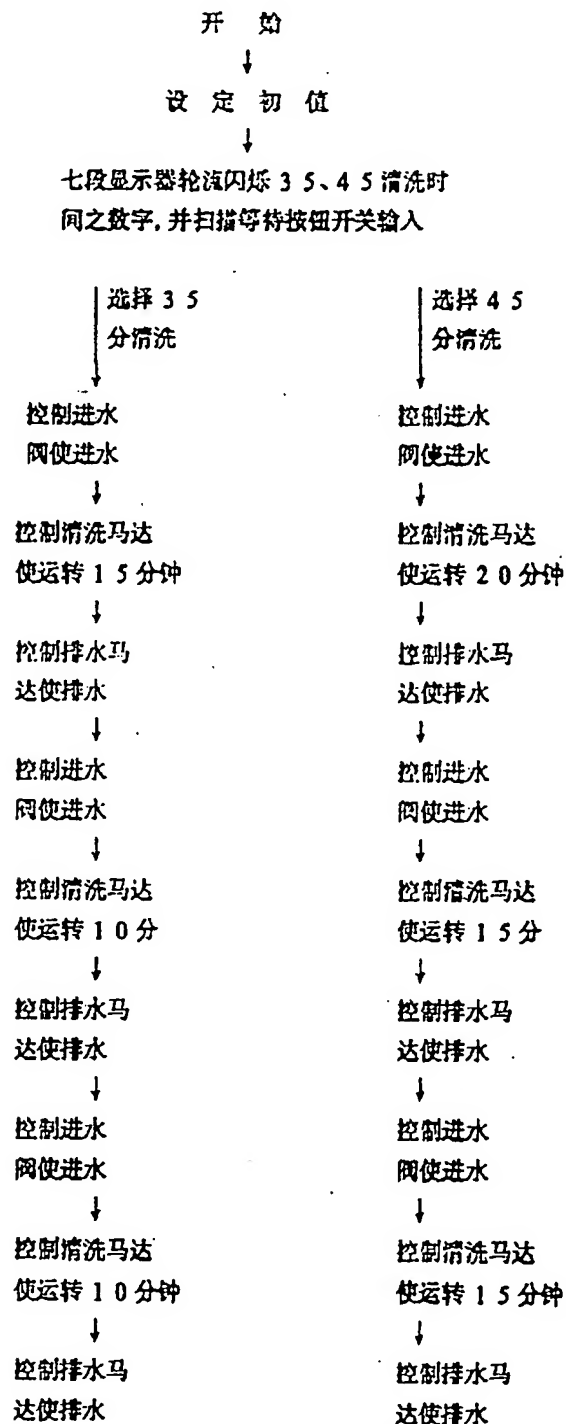 开 始
↓
设 定 初 值
↓
七段显示器轮流闪烁 3 5、4 5 清洗时
间之数字,并扫描等待按钮开关输入
选择 3 5
分清洗
控制进水
阀使进水
↓
控制清洗马达
使运转 1 5 分钟
↓
控制排水马
达使排水
↓
控制进水
阀使进水
↓
控制清洗马达
使运转 1 0 分
↓
控制排水马
达使排水
↓
控制进水
阀使进水
↓
控制清洗马达
使运转 1 0 分钟
↓
控制排水马
达使排水
选择 4 5
分清洗
控制进水
阀使进水
↓
控制清洗马达
使运转 2 0 分钟
↓
控制排水马
达使排水
↓
控制进水
阀使进水
↓
控制清洗马达
使运转 1 5 分
↓
控制排水马
达使排水
↓
控制进水
阀使进水
↓
控制清洗马达
使运转 1 5 分钟
↓
控制排水马
达使排水